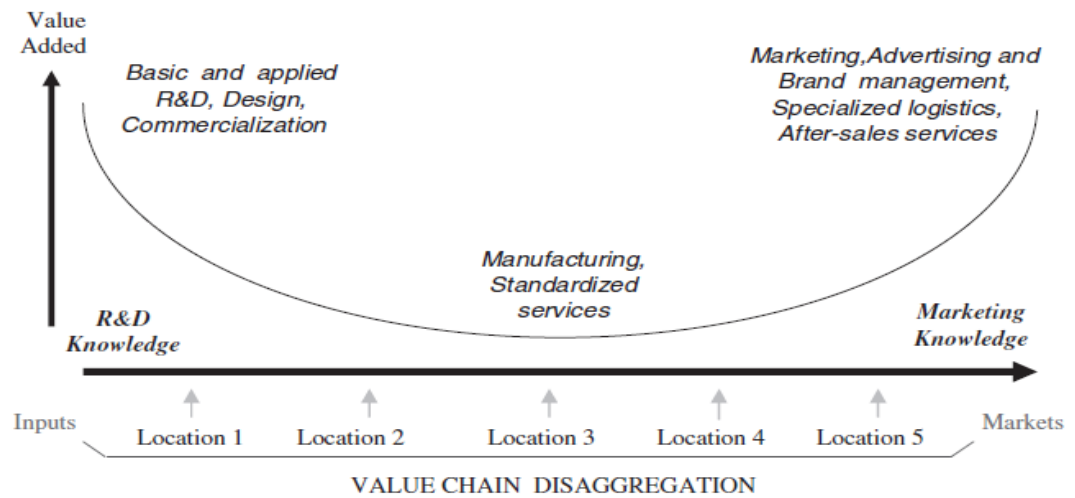 Value
Added
Basic and applied
R&D, Design,
Commercialization
Marketing,Advertising and
Brand management,
Specialized logistics,
After-sales services
Manufacturing,
Standardized
services
R&D
Knowledge
Marketing
Knowledge
Inputs
Location 1
Location 2
Location 3
Location 4
Location 5
Markets
VALUE CHAIN DISAGGREGATION